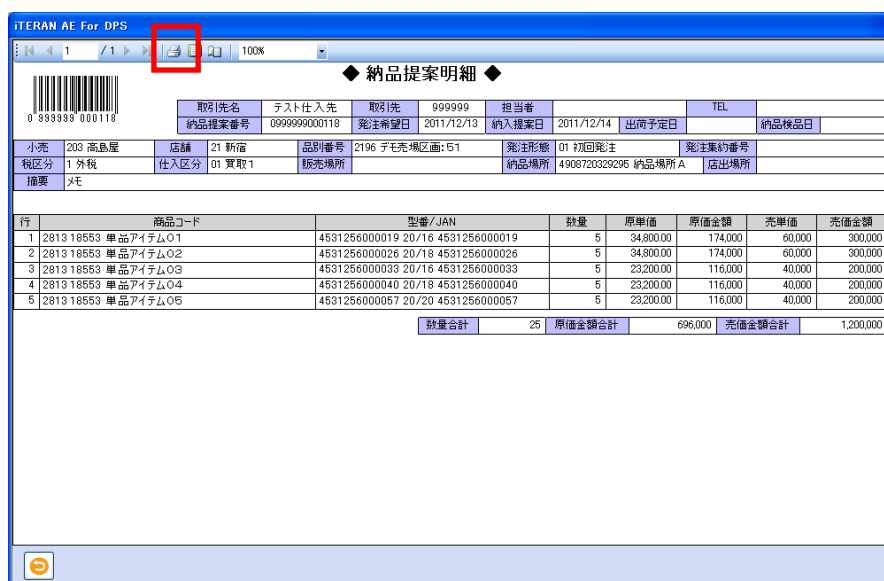 iTERAN AE For DPS
1 / 1 100%
◆ 納品提案明細 ◆
0 999999 000118
取引先名 テスト仕入先 取引先 999999 担当者 TEL
納品提案番号 0999999000118 発注希望日 2011/12/13 納入提案日 2011/12/14 出荷予定日 納品検品日
小売 203 高島屋 店舗 21 新宿 品別番号 2196 デモ売場区画:51 発注形態 01 初回発注 発注集約番号
税区分 1 外税 仕入区分 01 買取1 販売場所 納品場所 4908720329295 納品場所A 店出場所
摘要 メモ
行 商品コード 型番/JAN 数量 原単価 原価金額 売単価 売価金額
1 2813 18553 単品アイテム01 4531256000019 20/16 4531256000019 5 34,800.00 174,000 60,000 300,000
2 2813 18553 単品アイテム02 4531256000026 20/18 4531256000026 5 34,800.00 174,000 60,000 300,000
3 2813 18553 単品アイテム03 4531256000033 20/16 4531256000033 5 23,200.00 116,000 40,000 200,000
4 2813 18553 単品アイテム04 4531256000040 20/18 4531256000040 5 23,200.00 116,000 40,000 200,000
5 2813 18553 単品アイテム05 4531256000057 20/20 4531256000057 5 23,200.00 116,000 40,000 200,000
数量合計 25 原価金額合計 696,000 売価金額合計 1,200,000